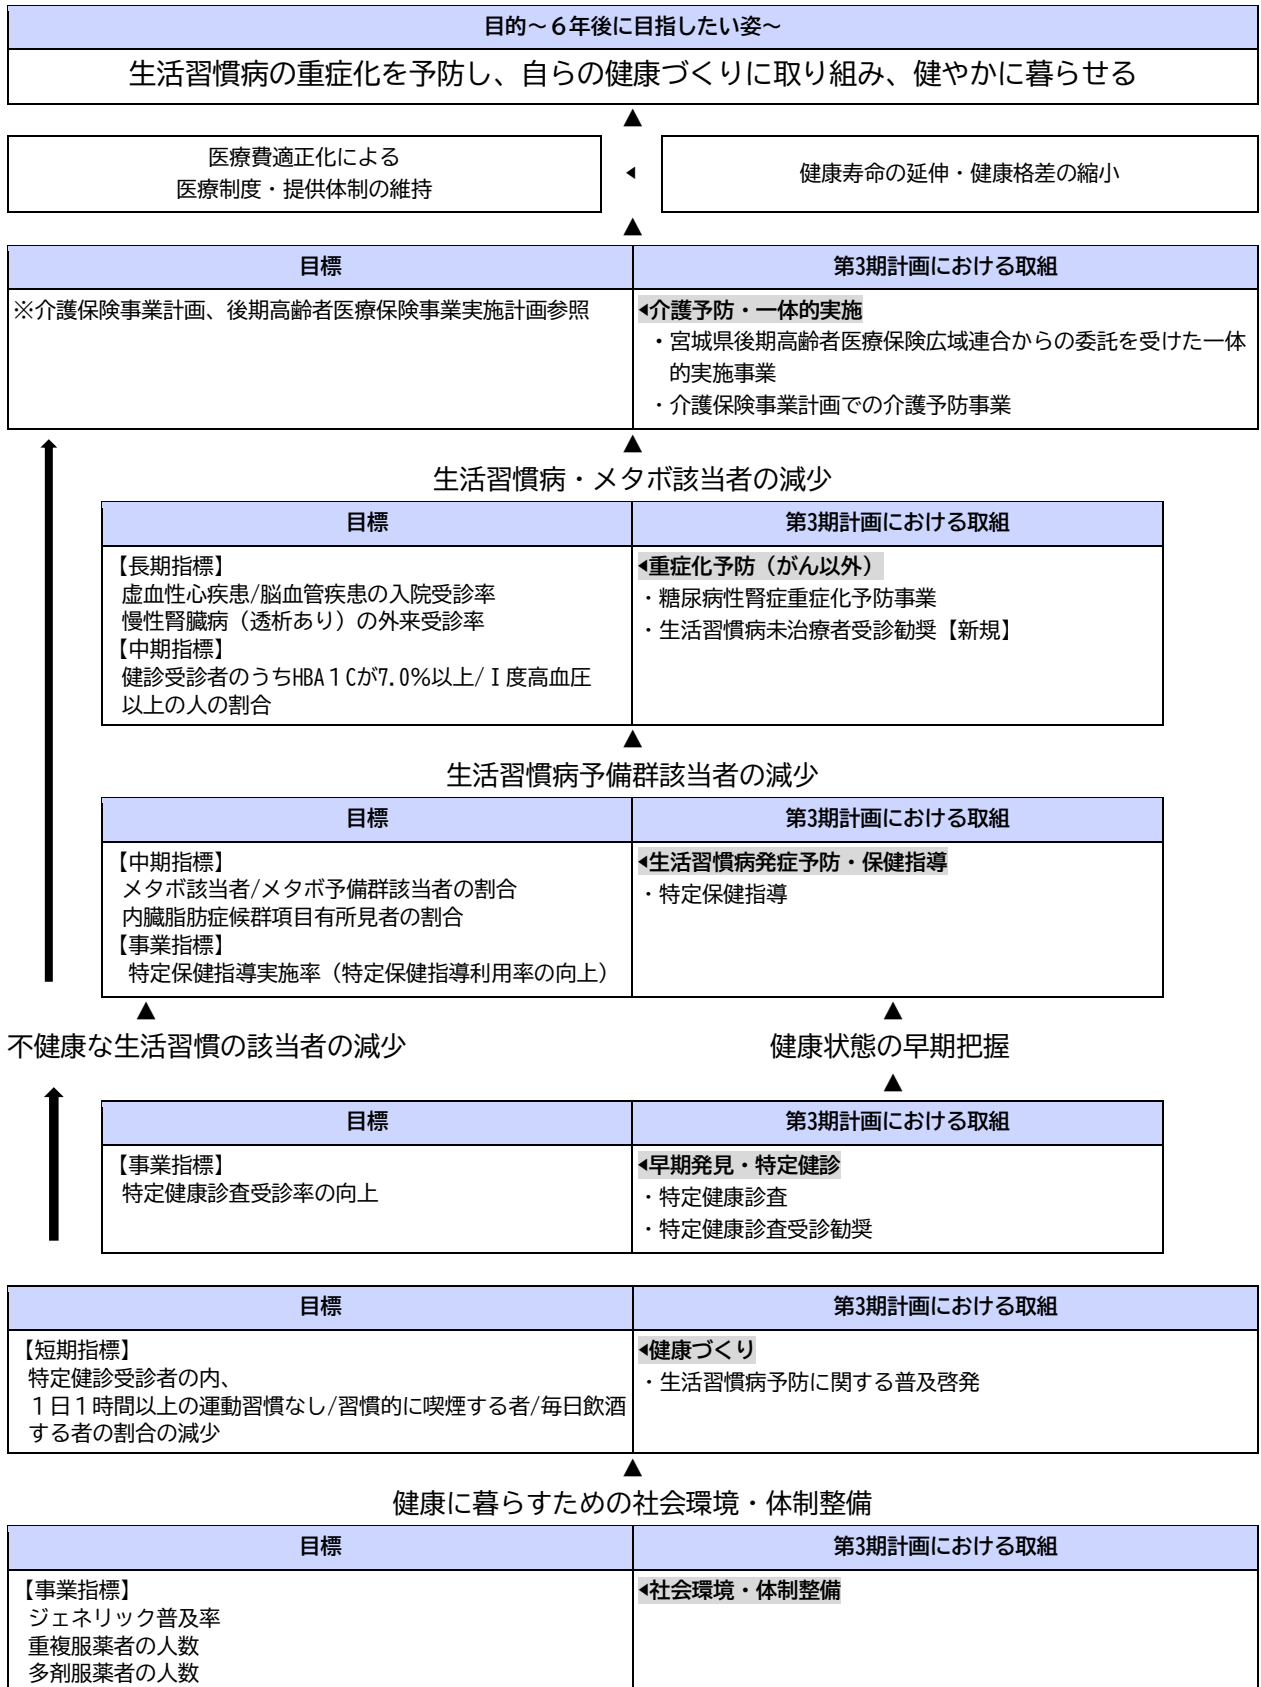 目的～６年後に目指したい姿～
生活習慣病の重症化を予防し、自らの健康づくりに取り組み、健やかに暮らせる
▲
医療費適正化による
医療制度・提供体制の維持
◀
健康寿命の延伸・健康格差の縮小
▲
目標
第3期計画における取組
※介護保険事業計画、後期高齢者医療保険事業実施計画参照
◀介護予防・一体的実施
・宮城県後期高齢者医療保険広域連合からの委託を受けた一体
的実施事業
・介護保険事業計画での介護予防事業
▲
生活習慣病・メタボ該当者の減少
目標
第3期計画における取組
【長期指標】
虚血性心疾患/脳血管疾患の入院受診率
慢性腎臓病（透析あり）の外来受診率
【中期指標】
健診受診者のうちHBA１Cが7.0％以上/Ⅰ度高血圧
以上の人の割合
◀重症化予防（がん以外）
・糖尿病性腎症重症化予防事業
・生活習慣病未治療者受診勧奨【新規】
▲
生活習慣病予備群該当者の減少
目標
第3期計画における取組
【中期指標】
メタボ該当者/メタボ予備群該当者の割合
内臓脂肪症候群項目有所見者の割合
【事業指標】
特定保健指導実施率（特定保健指導利用率の向上）
◀生活習慣病発症予防・保健指導
・特定保健指導
▲
▲
不健康な生活習慣の該当者の減少
健康状態の早期把握
▲
目標
第3期計画における取組
【事業指標】
特定健康診査受診率の向上
◀早期発見・特定健診
・特定健康診査
・特定健康診査受診勧奨
目標
第3期計画における取組
【短期指標】
特定健診受診者の内、
１日１時間以上の運動習慣なし/習慣的に喫煙する者/毎日飲酒
する者の割合の減少
◀健康づくり
・生活習慣病予防に関する普及啓発
▲
健康に暮らすための社会環境・体制整備
目標
第3期計画における取組
【事業指標】
ジェネリック普及率
重複服薬者の人数
多剤服薬者の人数
◀社会環境・体制整備